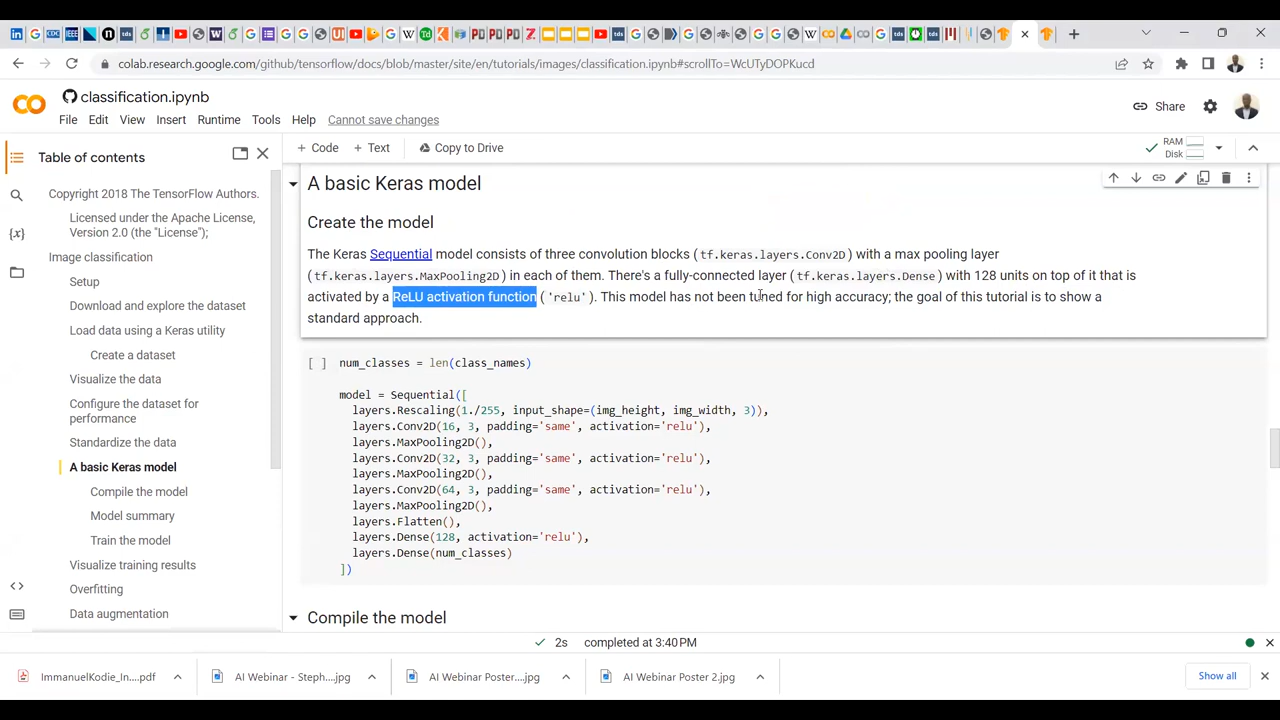 colab.research.google.com/github/tensorflow/docs/blob/master/site/en/tutorials/images/classification.ipynb#scrollTo=WcUTyDOPKucd
classification.ipynb
Share
File Edit View Insert Runtime Tools Help Cannot save changes
Table of contents
+ Code + Text Copy to Drive
RAM
Disk
Copyright 2018 The TensorFlow Authors.
Licensed under the Apache License,
Version 2.0 (the "License");
Image classification
Setup
Download and explore the dataset
Load data using a Keras utility
Create a dataset
Visualize the data
Configure the dataset for
performance
Standardize the data
A basic Keras model
Compile the model
Model summary
Train the model
Visualize training results
Overfitting
Data augmentation
A basic Keras model
Create the model
The Keras Sequential model consists of three convolution blocks (tf.keras.layers.Conv2D) with a max pooling layer
(tf.keras.layers.MaxPooling2D) in each of them. There's a fully-connected layer (tf.keras.layers.Dense) with 128 units on top of it that is
activated by a ReLU activation function ('relu'). This model has not been tuned for high accuracy; the goal of this tutorial is to show a
standard approach.
[ ] num_classes = len(class_names)
model = Sequential([
layers.Rescaling(1./255, input_shape=(img_height, img_width, 3)),
layers.Conv2D(16, 3, padding='same', activation='relu'),
layers.MaxPooling2D(),
layers.Conv2D(32, 3, padding='same', activation='relu'),
layers.MaxPooling2D(),
layers.Conv2D(64, 3, padding='same', activation='relu'),
layers.MaxPooling2D(),
layers.Flatten(),
layers.Dense(128, activation='relu'),
layers.Dense(num_classes)
])
Compile the model
2s completed at 3:40 PM
ImmanuelKodie_In....pdf
AI Webinar - Steph....jpg
AI Webinar Poster....jpg
AI Webinar Poster 2.jpg
Show all